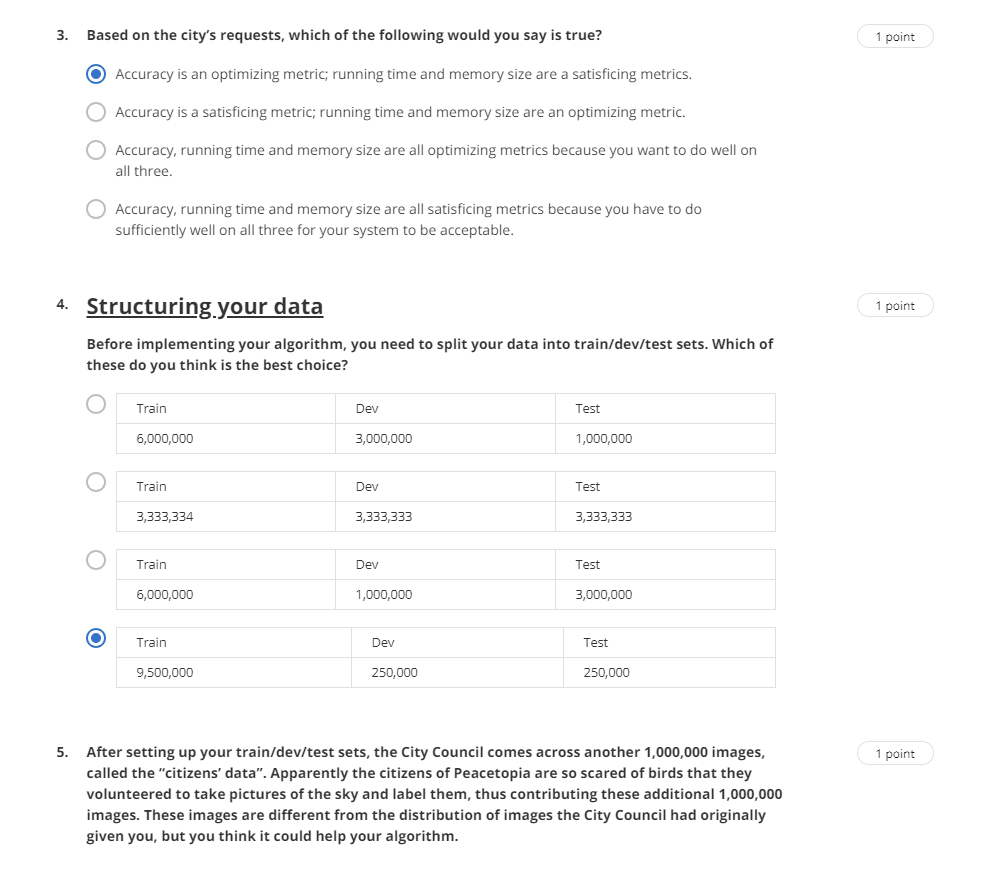 3. Based on the city’s requests, which of the following would you say is true?
1 point
Accuracy is an optimizing metric; running time and memory size are a satisficing metrics.
Accuracy is a satisficing metric; running time and memory size are an optimizing metric.
Accuracy, running time and memory size are all optimizing metrics because you want to do well on
all three.
Accuracy, running time and memory size are all satisficing metrics because you have to do
sufficiently well on all three for your system to be acceptable.
4. Structuring your data
1 point
Before implementing your algorithm, you need to split your data into train/dev/test sets. Which of
these do you think is the best choice?
Train Dev Test
6,000,000 3,000,000 1,000,000
Train Dev Test
3,333,334 3,333,333 3,333,333
Train Dev Test
6,000,000 1,000,000 3,000,000
Train Dev Test
9,500,000 250,000 250,000
5. After setting up your train/dev/test sets, the City Council comes across another 1,000,000 images,
1 point
called the “citizens’ data”. Apparently the citizens of Peacetopia are so scared of birds that they
volunteered to take pictures of the sky and label them, thus contributing these additional 1,000,000
images. These images are different from the distribution of images the City Council had originally
given you, but you think it could help your algorithm.